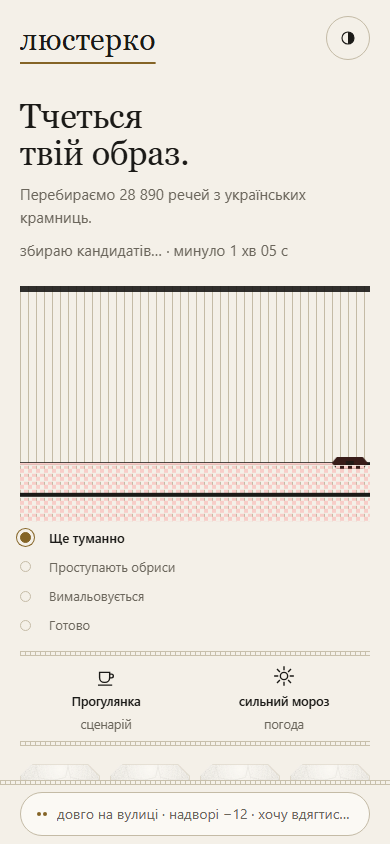 люстерко
Тчеться
твій образ.
Перебираємо 28 890 речей з українських
крамниць.
збираю кандидатів… · минуло 1 хв 05 с
Ще туманно
Проступають обриси
Вимальовується
Готово
Прогулянка
сценарій
сильний мороз
погода
довго на вулиці · надворі −12 · хочу вдягтис…